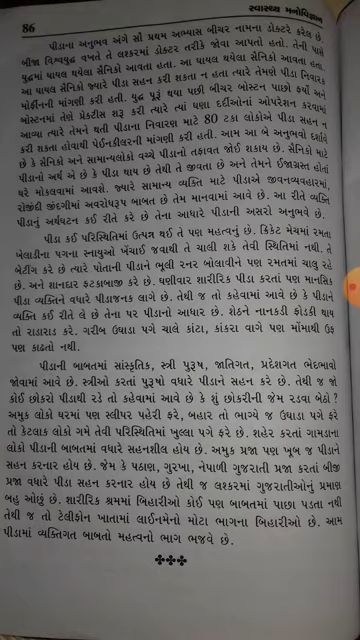 86
સ્વાસ્થ્ય મનોવિજ્ઞાન
પીડાના અનુભવ અંગે સૌ પ્રથમ અભ્યાસ બીચર નામના ડોક્ટરે કરેલ છે.
બીજા વિશ્વયુદ્ધ વખતે તે લશ્કરમાં ડોક્ટર તરીકે જોવા આપતો હતો. તેની પાસે
યુદ્ધમાં ઘાયલ થયેલા સૈનિકો આવતા હતા. આ ઘાયલ થયેલા સૈનિકો આવતા હતા.
આ ઘાયલ સૈનિકો જ્યારે પીડા સહન કરી શકતા ન હતા ત્યારે તેમણે પીડા નિવારક
મોર્ફીનની માંગણી કરી હતી. યુદ્ધ પૂરૂં થયા પછી બીચર બોસ્ટન પાછો ફર્યો અને
બોસ્ટનમાં તેણે પ્રેક્ટીસ શરૂ કરી ત્યારે ત્યાં ઘણા દર્દીઓનાં ઓપરેશન કરવામાં
આવ્યા ત્યારે તેમને થતી પીડાના નિવારણ માટે 80 ટકા લોકોએ પીડા સહન ન
કરી શકતા હોવાથી પેઈનકીલરની માંગણી કરી હતી. આમ આ બે અનુભવો દર્શાવે
છે કે સૈનિકો અને સામાન્યલોકો વચ્ચે પીડાનો તફાવત જોઈ શકાય છે. સૈનિકો માટે
પીડાનો અર્થ એ છે કે પીડા થાય છે તેથી તે જીવતા છે અને તેમને ઈજાગ્રસ્ત હોતાં
ઘરે મોકલવામાં આવશે. જ્યારે સામાન્ય વ્યક્તિ માટે પીડાએ જીવનવ્યવહારમાં,
રોજીંદી જીંદગીમાં અવરોધરૂપ બાબત છે તેમ માનવામાં આવે છે. આ રીતે વ્યક્તિ
પીડાનું અર્થઘટન કઈ રીતે કરે છે તેના આધારે પીડાની અસરો અનુભવે છે.
પીડા કઈ પરિસ્થિતિમાં ઉત્પન્ન થઈ તે પણ મહત્વનું છે. ક્રિકેટ મેચમાં રમતા
ખેલાડીના પગના સ્નાયુઓ ખેંચાઈ જવાથી તે ચાલી શકે તેવી સ્થિતિમાં નથી. તે
બેટીંગ કરે છે ત્યારે પોતાની પીડાને ભૂલી રનર બોલાવીને પણ રમતમાં ચાલુ રહે
છે. અને શાનદાર ફટકાબાજી કરે છે. ઘણીવાર શારીરિક પીડા કરતાં પણ માનસિક
પીડા વ્યક્તિને વધારે પીડાજનક લાગે છે. તેથી જ તો કહેવામાં આવે છે કે પીડાને
વ્યક્તિ કઈ રીતે લે છે તેના પર પીડાનો આધાર છે. શેઠને નાનકડી ફોડકી થાય
તો રાડારાડ કરે. ગરીબ ઉઘાડા પગે ચાલે કાંટા, કાંકરા વાગે પણ મોંમાથી ઉફ
પણ કાઢતો નથી.
પીડાની બાબતમાં સાંસ્કૃતિક, સ્ત્રી પુરૂષ, જાતિગત, પ્રદેશગત ભેદભાવો
જોવામાં આવે છે. સ્ત્રીઓ કરતાં પુરૂષો વધારે પીડાને સહન કરે છે. તેથી જ જો
કોઈ છોકરો પીડાથી રડે તો કહેવામાં આવે છે કે શું છોકરીની જેમ રડવા બેઠો ?
અમુક લોકો ઘરમાં પણ સ્લીપર પહેરી ફરે, બહાર તો ભાગ્યે જ ઉઘાડા પગે ફરે
તો કેટલાક લોકો ગમે તેવી પરિસ્થિતિમાં ખુલ્લા પગે ફરે છે. શહેર કરતાં ગામડાના
લોકો પીડાની બાબતમાં વધારે સહનશીલ હોય છે. અમુક પ્રજા પણ ખૂબ જ પીડાને
સહન કરનાર હોય છે. જેમ કે પઠાણ, ગુરખા, નેપાળી ગુજરાતી પ્રજા કરતાં બીજી
પ્રજા વધારે પીડા સહન કરનાર હોય છે તેથી જ લશ્કરમાં ગુજરાતીઓનું પ્રમાણ
બહુ ઓછું છે. શારીરિક શ્રમમાં બિહારીઓ કોઈ પણ બાબતમાં પાછા પડતા નથી
તેથી જ તો ટેલીફોન ખાતામાં લાઈનમેનો મોટા ભાગના બિહારીઓ છે. આમ
પીડામાં વ્યક્તિગત બાબતો મહત્વનો ભાગ ભજવે છે.